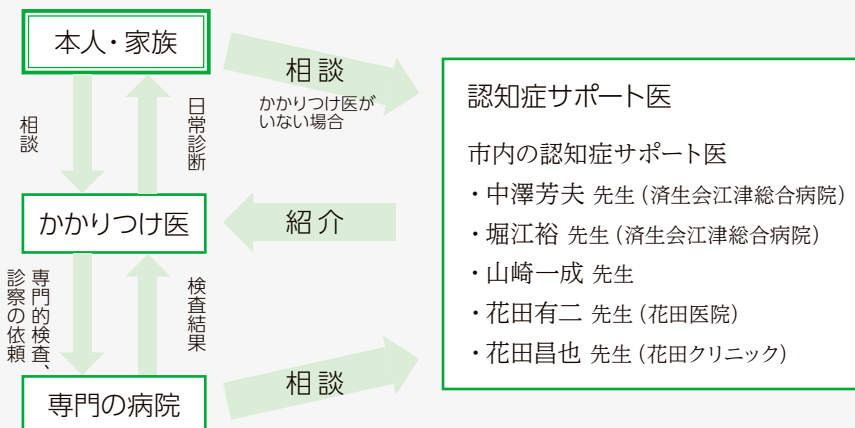 本人・家族
相談
日常診断
相談
かかりつけ医が
いない場合
かかりつけ医
紹介
専門的検査、
診察の依頼
検査結果
専門の病院
相談
認知症サポート医
市内の認知症サポート医
・中澤芳夫 先生（済生会江津総合病院）
・堀江裕 先生（済生会江津総合病院）
・山崎一成 先生
・花田有二 先生（花田医院）
・花田昌也 先生（花田クリニック）